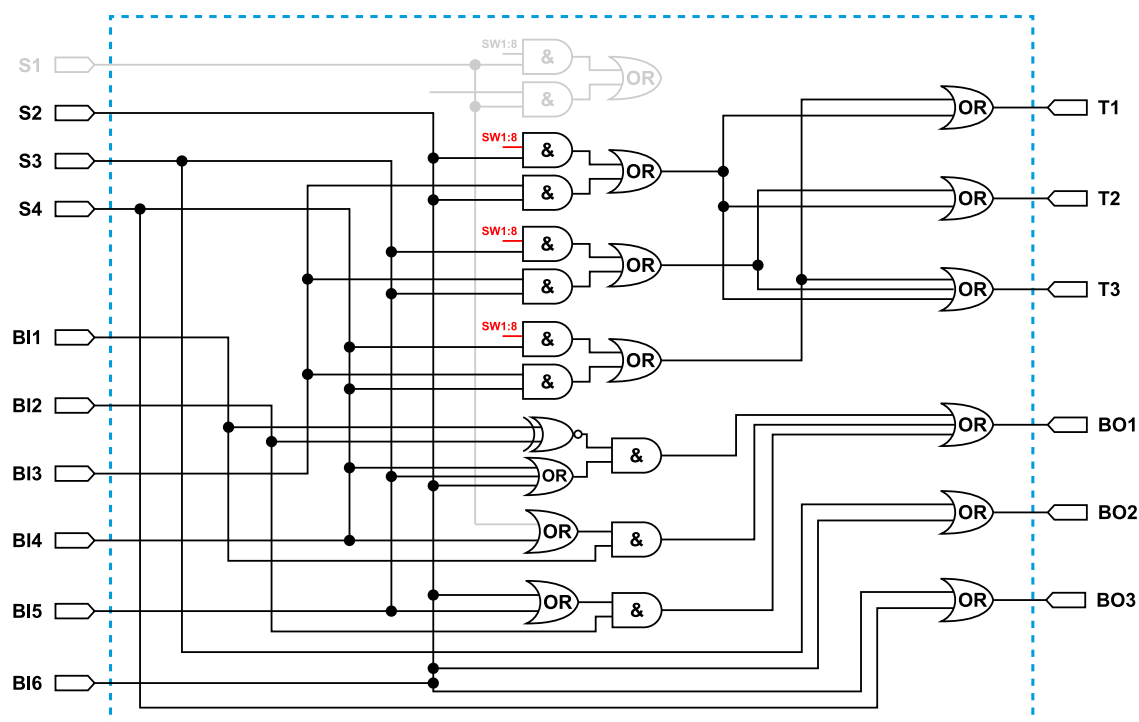 SW1:8
S1
&
OR
&
S2
T1
OR
SW1:8
&
S3
OR
&
T2
OR
S4
SW1:8
&
OR
&
T3
OR
SW1:8
BI1
&
OR
&
BI2
BO1
OR
&
BI3
OR
BO2
OR
BI4
OR
&
BI5
OR
&
BO3
OR
BI6